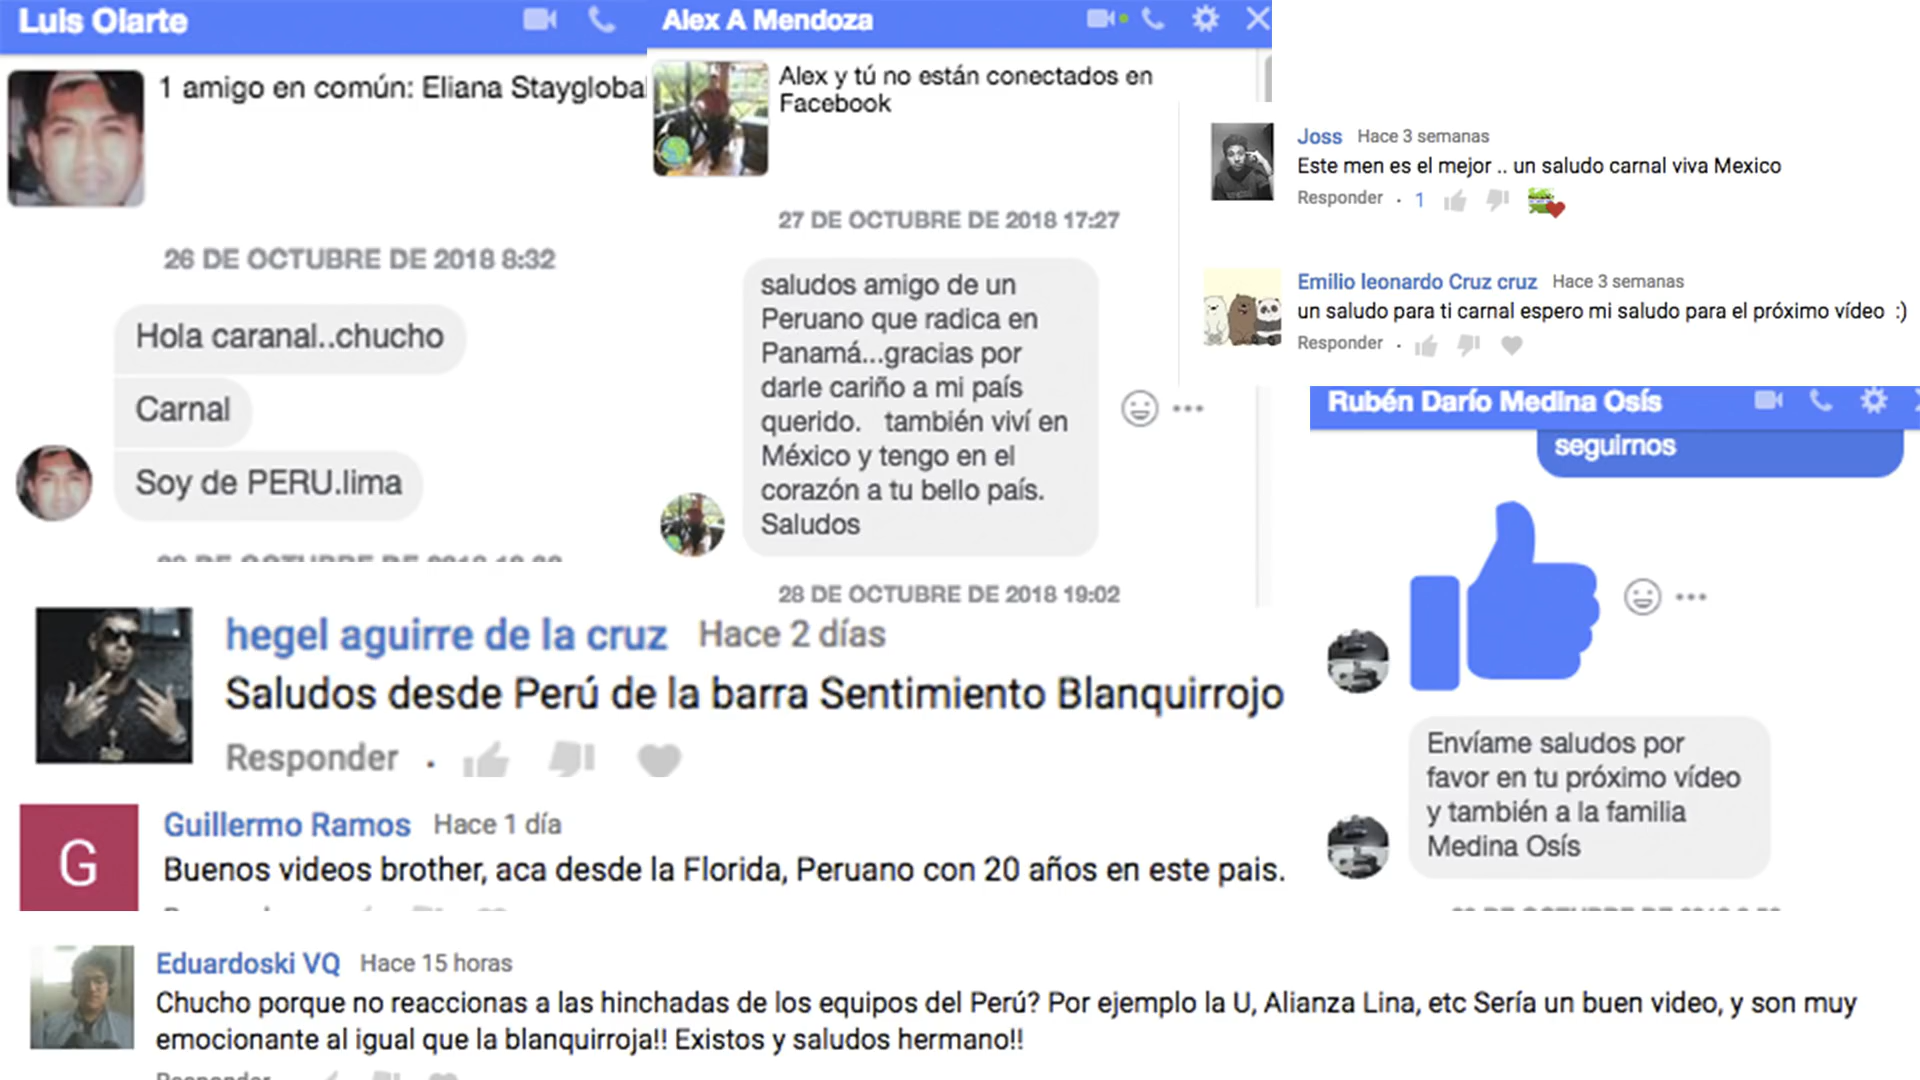 Luis Olarte
1 amigo en común: Eliana Stayglobal
26 DE OCTUBRE DE 2018 8:32
Hola caranal..chucho
Carnal
Soy de PERU.lima
Alex A Mendoza
Alex y tú no están conectados en
Facebook
27 DE OCTUBRE DE 2018 17:27
saludos amigo de un
Peruano que radica en
Panamá...gracias por
darle cariño a mi país
querido. también viví en
México y tengo en el
corazón a tu bello país.
Saludos
28 DE OCTUBRE DE 2018 19:02
Joss Hace 3 semanas
Este men es el mejor .. un saludo carnal viva Mexico
Responder · 1
Emilio leonardo Cruz cruz Hace 3 semanas
un saludo para ti carnal espero mi saludo para el próximo vídeo :)
Responder ·
Rubén Darío Medina Osís
seguirnos
Envíame saludos por
favor en tu próximo vídeo
y también a la familia
Medina Osís
hegel aguirre de la cruz Hace 2 días
Saludos desde Perú de la barra Sentimiento Blanquirrojo
Responder ·
G
Guillermo Ramos Hace 1 día
Buenos videos brother, aca desde la Florida, Peruano con 20 años en este pais.
Eduardoski VQ Hace 15 horas
Chucho porque no reaccionas a las hinchadas de los equipos del Perú? Por ejemplo la U, Alianza Lina, etc Sería un buen video, y son muy
emocionante al igual que la blanquirroja!! Existos y saludos hermano!!
Responder